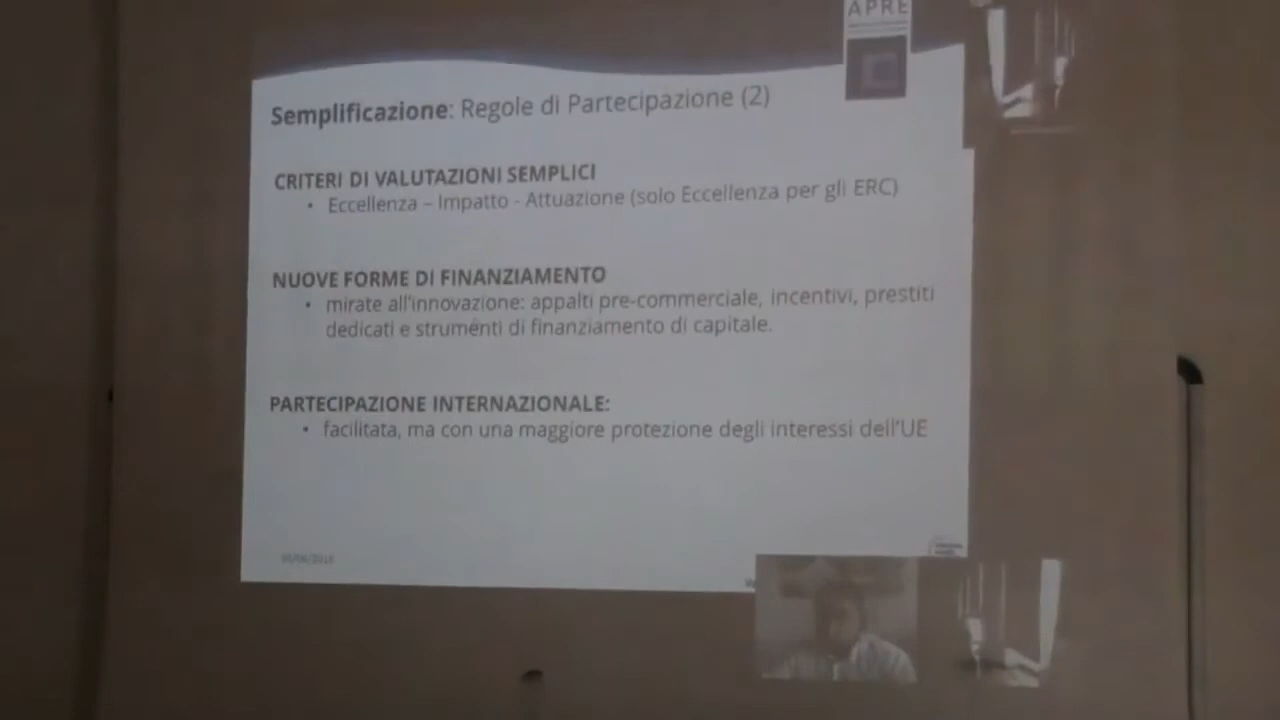 APRE
Semplificazione: Regole di Partecipazione (2)
CRITERI DI VALUTAZIONI SEMPLICI
• Eccellenza – Impatto - Attuazione (solo Eccellenza per gli ERC)
NUOVE FORME DI FINANZIAMENTO
• mirate all'innovazione: appalti pre-commerciale, incentivi, prestiti
dedicati e strumenti di finanziamento di capitale.
PARTECIPAZIONE INTERNAZIONALE:
• facilitata, ma con una maggiore protezione degli interessi dell'UE